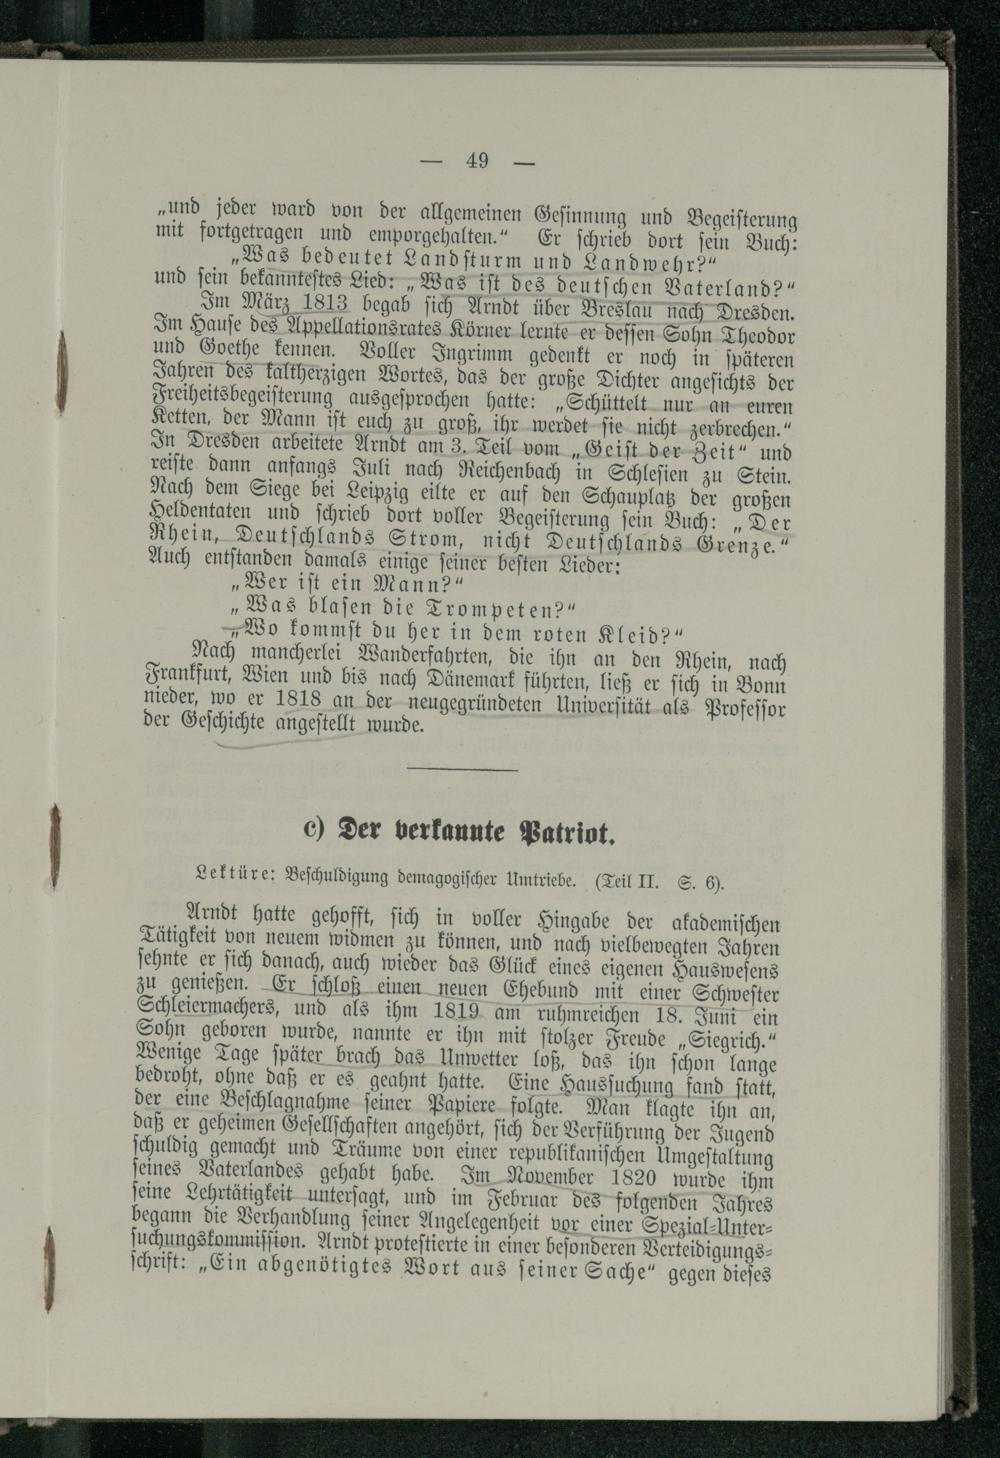 — 49 —
„und jeder ward von der allgemeinen Gesinnung und Begeisterung
mit fortgetragen und emporgehalten.“ Er schrieb dort sein Buch:
„Was bedeutet Landsturm und Landwehr?“
und sein bekanntestes Lied: „Was ist des deutschen Vaterland?“
Im März 1813 begab sich Arndt über Breslau nach Dresden.
Im Hause des Appellationsrates Körner lernte er dessen Sohn Theodor
und Goethe kennen. Voller Ingrimm gedenkt er noch in späteren
Jahren des kaltherzigen Wortes, das der große Dichter angesichts der
Freiheitsbegeisterung ausgesprochen hatte: „Schüttelt nur an euren
Ketten, der Mann ist euch zu groß, ihr werdet sie nicht zerbrechen.“
In Dresden arbeitete Arndt am 3. Teil vom „Geist der Zeit“ und
reiste dann anfangs Juli nach Reichenbach in Schlesien zu Stein.
Nach dem Siege bei Leipzig eilte er auf den Schauplatz der großen
Heldentaten und schrieb dort voller Begeisterung sein Buch: „Der
Rhein, Deutschlands Strom, nicht Deutschlands Grenze.“
Auch entstanden damals einige seiner besten Lieder:
„Wer ist ein Mann?“
„Was blasen die Trompeten?“
„Wo kommst du her in dem roten Kleid?“
Nach mancherlei Wanderfahrten, die ihn an den Rhein, nach
Frankfurt, Wien und bis nach Dänemark führten, ließ er sich in Bonn
nieder, wo er 1818 an der neugegründeten Universität als Professor
der Geschichte angestellt wurde.
c) Der verkannte Patriot.
Lektüre: Beschuldigung demagogischer Umtriebe. (Teil II. S. 6).
Arndt hatte gehofft, sich in voller Hingabe der akademischen
Tätigkeit von neuem widmen zu können, und nach vielbewegten Jahren
sehnte er sich danach, auch wieder das Glück eines eigenen Hauswesens
zu genießen. Er schloß einen neuen Ehebund mit einer Schwester
Schleiermachers, und als ihm 1819 am ruhmreichen 18. Juni ein
Sohn geboren wurde, nannte er ihn mit stolzer Freude „Siegrich.“
Wenige Tage später brach das Unwetter loß, das ihn schon lange
bedroht, ohne daß er es geahnt hatte. Eine Haussuchung fand statt,
der eine Beschlagnahme seiner Papiere folgte. Man klagte ihn an,
daß er geheimen Gesellschaften angehört, sich der Verführung der Jugend
schuldig gemacht und Träume von einer republikanischen Umgestaltung
seines Vaterlandes gehabt habe. Im November 1820 wurde ihm
seine Lehrtätigkeit untersagt, und im Februar des folgenden Jahres
begann die Verhandlung seiner Angelegenheit vor einer Spezial-Unter-
suchungskommission. Arndt protestierte in einer besonderen Verteidigungs-
schrift: „Ein abgenötigtes Wort aus seiner Sache“ gegen dieses